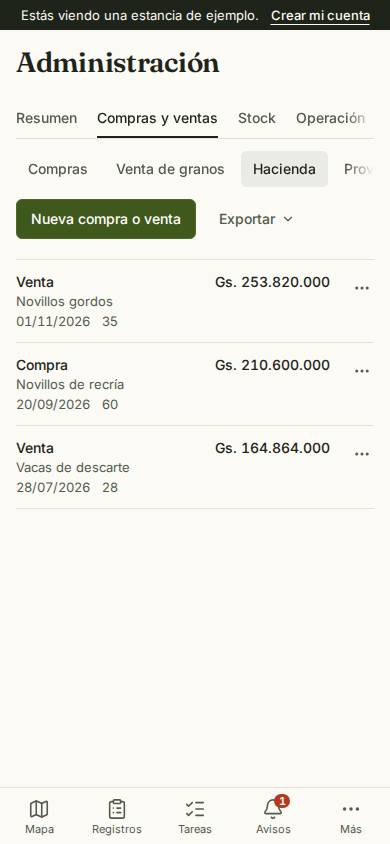 Estás viendo una estancia de ejemplo. Crear mi cuenta
Administración
Resumen Compras y ventas Stock Operación
Compras Venta de granos Hacienda
Nueva compra o venta Exportar
Venta Gs. 253.820.000
Novillos gordos
01/11/2026 35
Compra Gs. 210.600.000
Novillos de recría
20/09/2026 60
Venta Gs. 164.864.000
Vacas de descarte
28/07/2026 28
1
Mapa Registros Tareas Avisos Más